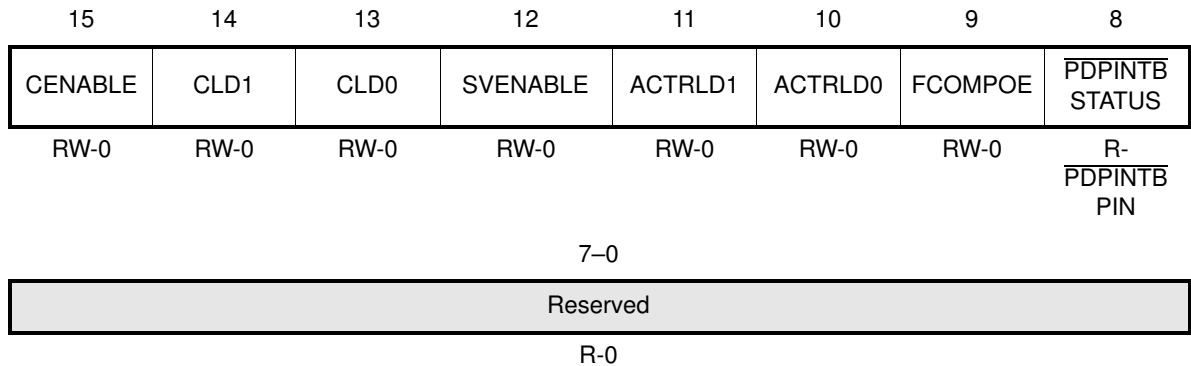 15 14 13 12 11 10 9 8
CENABLE CLD1 CLD0 SVENABLE ACTRLD1 ACTRLD0 FCOMPOE PDPINTB STATUS
RW-0 RW-0 RW-0 RW-0 RW-0 RW-0 RW-0 R-PDPINTB PIN
7–0
Reserved
R-0